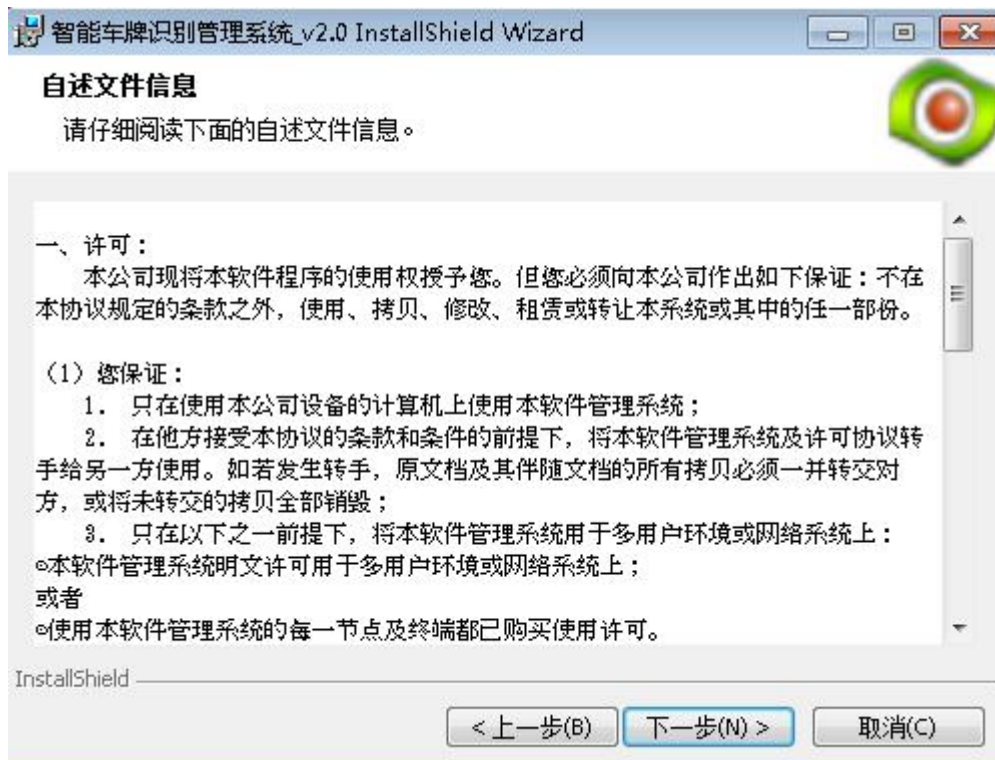 智能车牌识别管理系统_v2.0 InstallShield Wizard
自述文件信息
请仔细阅读下面的自述文件信息。
一、许可：
本公司现将本软件程序的使用权授予您。但您必须向本公司作出如下保证：不在
本协议规定的条款之外，使用、拷贝、修改、租赁或转让本系统或其中的任一部份。
（1）您保证：
1. 只在使用本公司设备的计算机上使用本软件管理系统；
2. 在他方接受本协议的条款和条件的前提下，将本软件管理系统及许可协议转
手给另一方使用。如若发生转手，原文档及其伴随文档的所有拷贝必须一并转交对
方，或将未转交的拷贝全部销毁；
3. 只在以下之一前提下，将本软件管理系统用于多用户环境或网络系统上：
⊙本软件管理系统明文许可用于多用户环境或网络系统上；
或者
⊙使用本软件管理系统的每一节点及终端都已购买使用许可。
InstallShield
<上一步(B)
下一步(N) >
取消(C)